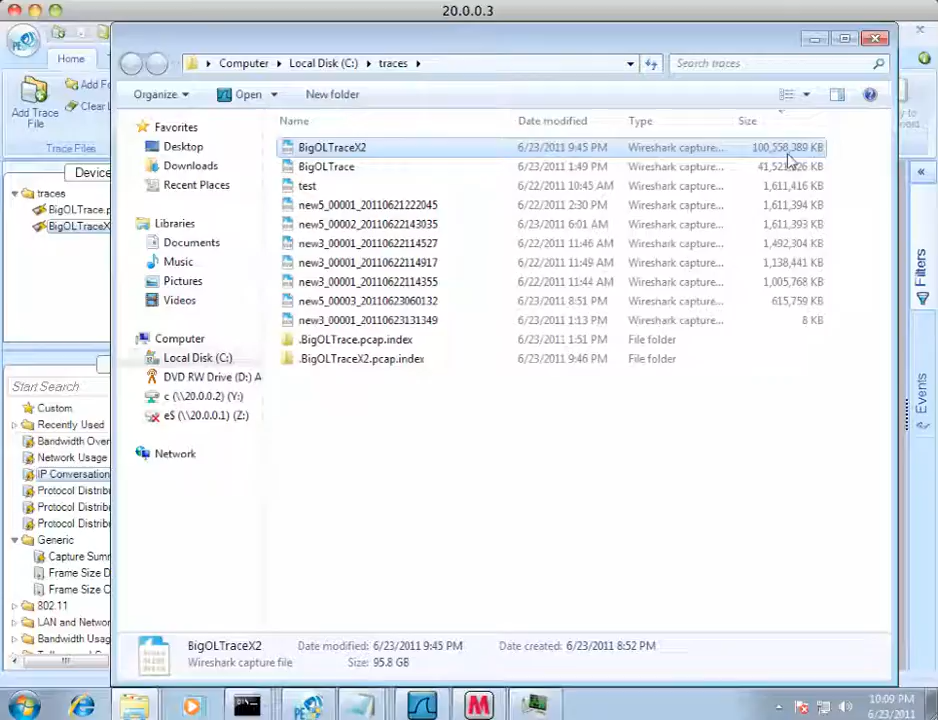 20.0.0.3
Home
Add Fo
Clear
Add Trace
File
Trace Files
Device
traces
BigOLTrace.p
BigOLTraceX
Start Search
Custom
Recently Used
Bandwidth Over
Network Usage
IP Conversation
Protocol Distrib
Protocol Distrib
Protocol Distrib
Generic
Capture Summ
Frame Size D
Frame Size
802.11
LAN and Networ
Bandwidth Usag
Computer
Local Disk (C:)
traces
Search traces
Organize
Open
New folder
Favorites
Desktop
Downloads
Recent Places
Libraries
Documents
Music
Pictures
Videos
Computer
Local Disk (C:)
DVD RW Drive (D:) A
c (\\20.0.0.2) (Y:)
eS (\\20.0.0.1) (Z:)
Network
Name Date modified Type Size
BigOLTraceX2 6/23/2011 9:45 PM Wireshark capture... 100,558,389 KB
BigOLTrace 6/23/2011 1:49 PM Wireshark capture... KB
test 6/22/2011 10:45 AM Wireshark capture... 1,611,416 KB
new5_00001_20110621222045 6/22/2011 2:30 PM Wireshark capture... 1,611,394 KB
new5_00002_20110622143035 6/23/2011 6:01 AM Wireshark capture... 1,611,393 KB
new3_00001_20110622114527 6/22/2011 11:46 AM Wireshark capture... 1,492,304 KB
new3_00001_20110622114917 6/22/2011 11:49 AM Wireshark capture... 1,138,441 KB
new3_00001_20110622114355 6/22/2011 11:44 AM Wireshark capture... 1,005,768 KB
new5_00003_20110623060132 6/23/2011 8:51 PM Wireshark capture... 615,759 KB
new3_00001_20110623131349 6/23/2011 1:13 PM Wireshark capture... 8 KB
.BigOLTrace.pcap.index 6/23/2011 1:51 PM File folder
.BigOLTraceX2.pcap.index 6/23/2011 9:46 PM File folder
BigOLTraceX2 Date modified: 6/23/2011 9:45 PM Date created: 6/23/2011 8:52 PM
Wireshark capture file Size: 95.8 GB
Filters
Events
10:09 PM
6/23/2011